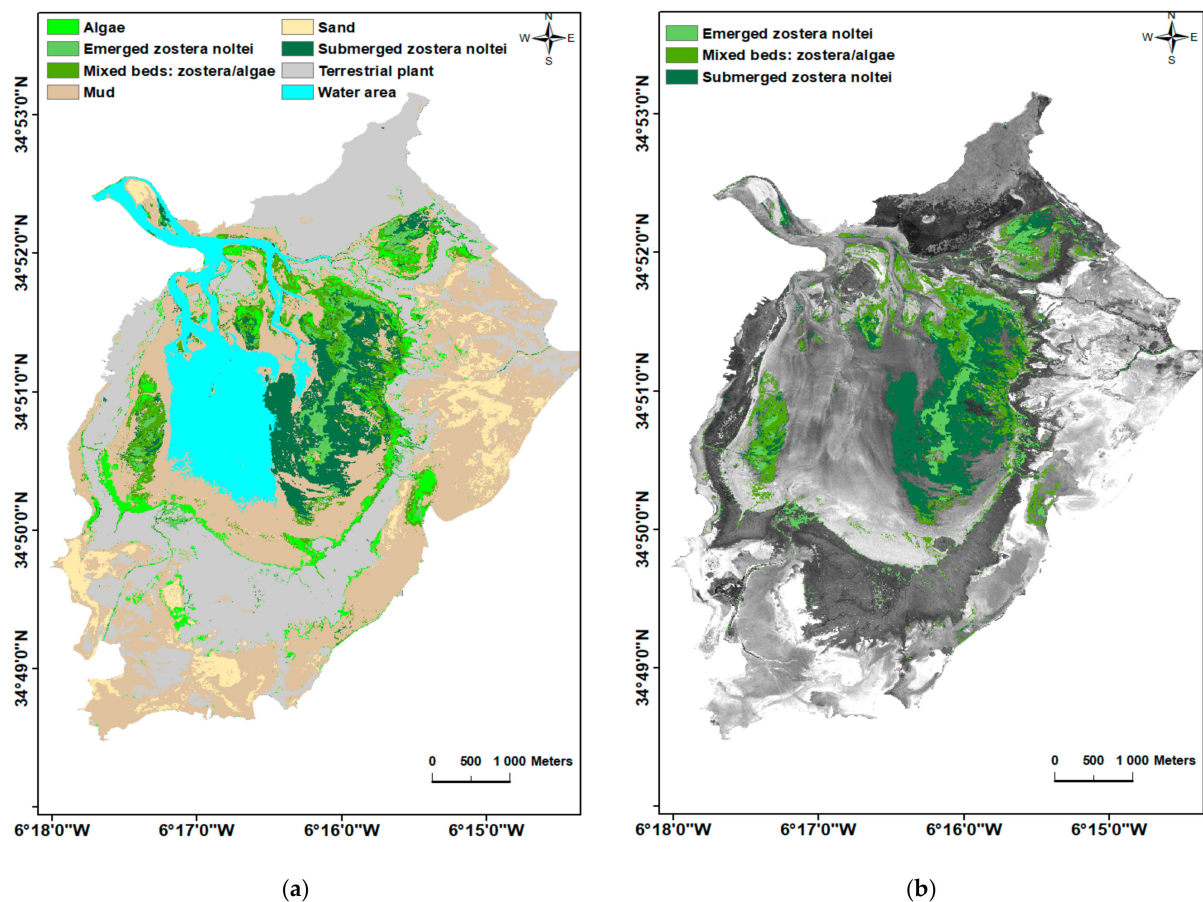 Algae
Emerged zostera noltei
Mixed beds: zostera/algae
Mud
Sand
Submerged zostera noltei
Terrestrial plant
Water area
N
W E
S
34°53'0"N
34°52'0"N
34°51'0"N
34°50'0"N
34°49'0"N
0 500 1 000 Meters
6°18'0"W 6°17'0"W 6°16'0"W 6°15'0"W
(a)
Emerged zostera noltei
Mixed beds: zostera/algae
Submerged zostera noltei
N
W E
S
34°53'0"N
34°52'0"N
34°51'0"N
34°50'0"N
34°49'0"N
0 500 1 000 Meters
6°18'0"W 6°17'0"W 6°16'0"W 6°15'0"W
(b)